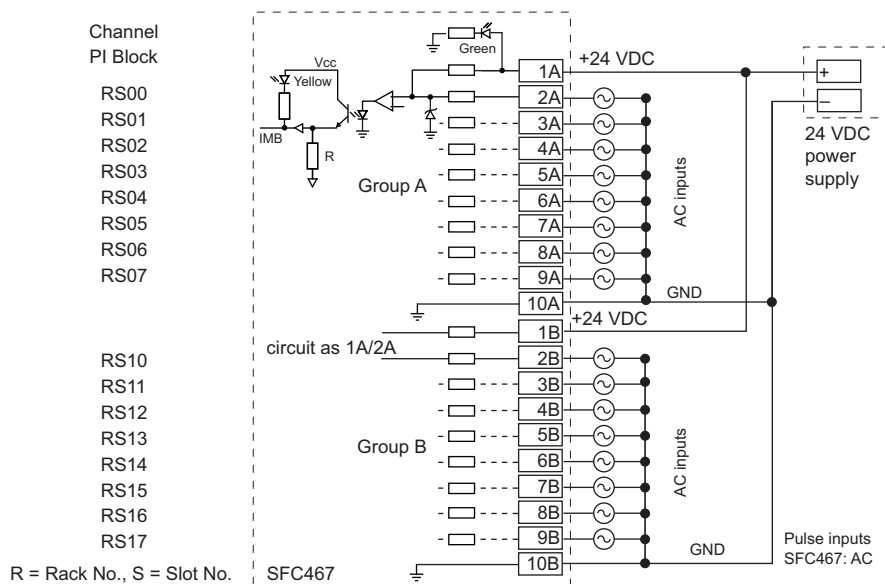 Channel
PI Block
RS00
RS01
RS02
RS03
RS04
RS05
RS06
RS07
RS10
RS11
RS12
RS13
RS14
RS15
RS16
RS17
R = Rack No., S = Slot No.
Green
Vcc
Yellow
IMB
R
Group A
circuit as 1A/2A
Group B
SFC467
1A
2A
3A
4A
5A
6A
7A
8A
9A
10A
1B
2B
3B
4B
5B
6B
7B
8B
9B
10B
+24 VDC
AC inputs
GND
+24 VDC
AC inputs
GND
+
–
24 VDC
power
supply
Pulse inputs
SFC467: AC